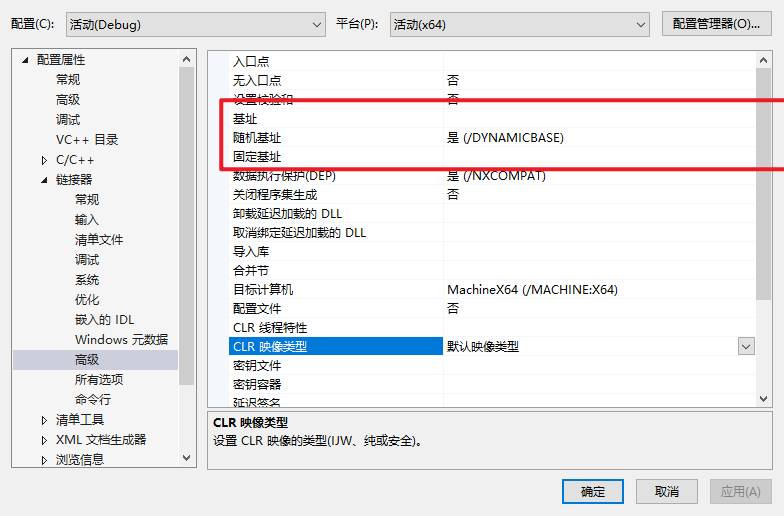 配置(C): 活动(Debug) 平台(P): 活动(x64) 配置管理器(O)...
配置属性
常规
高级
调试
VC++ 目录
C/C++
链接器
常规
输入
清单文件
调试
系统
优化
嵌入的 IDL
Windows 元数据
高级
所有选项
命令行
清单工具
XML 文档生成器
浏览信息
入口点
无入口点 否
设置校验和 否
基址
随机基址 是 (/DYNAMICBASE)
固定基址
数据执行保护(DEP) 是 (/NXCOMPAT)
关闭程序集生成 否
卸载延迟加载的 DLL
取消绑定延迟加载的 DLL
导入库
合并节
目标计算机 MachineX64 (/MACHINE:X64)
配置文件 否
CLR 线程特性
CLR 映像类型 默认映像类型
密钥文件
密钥容器
延迟签名
CLR 映像类型
设置 CLR 映像的类型(IJW、纯或安全)。
确定 取消 应用(A)